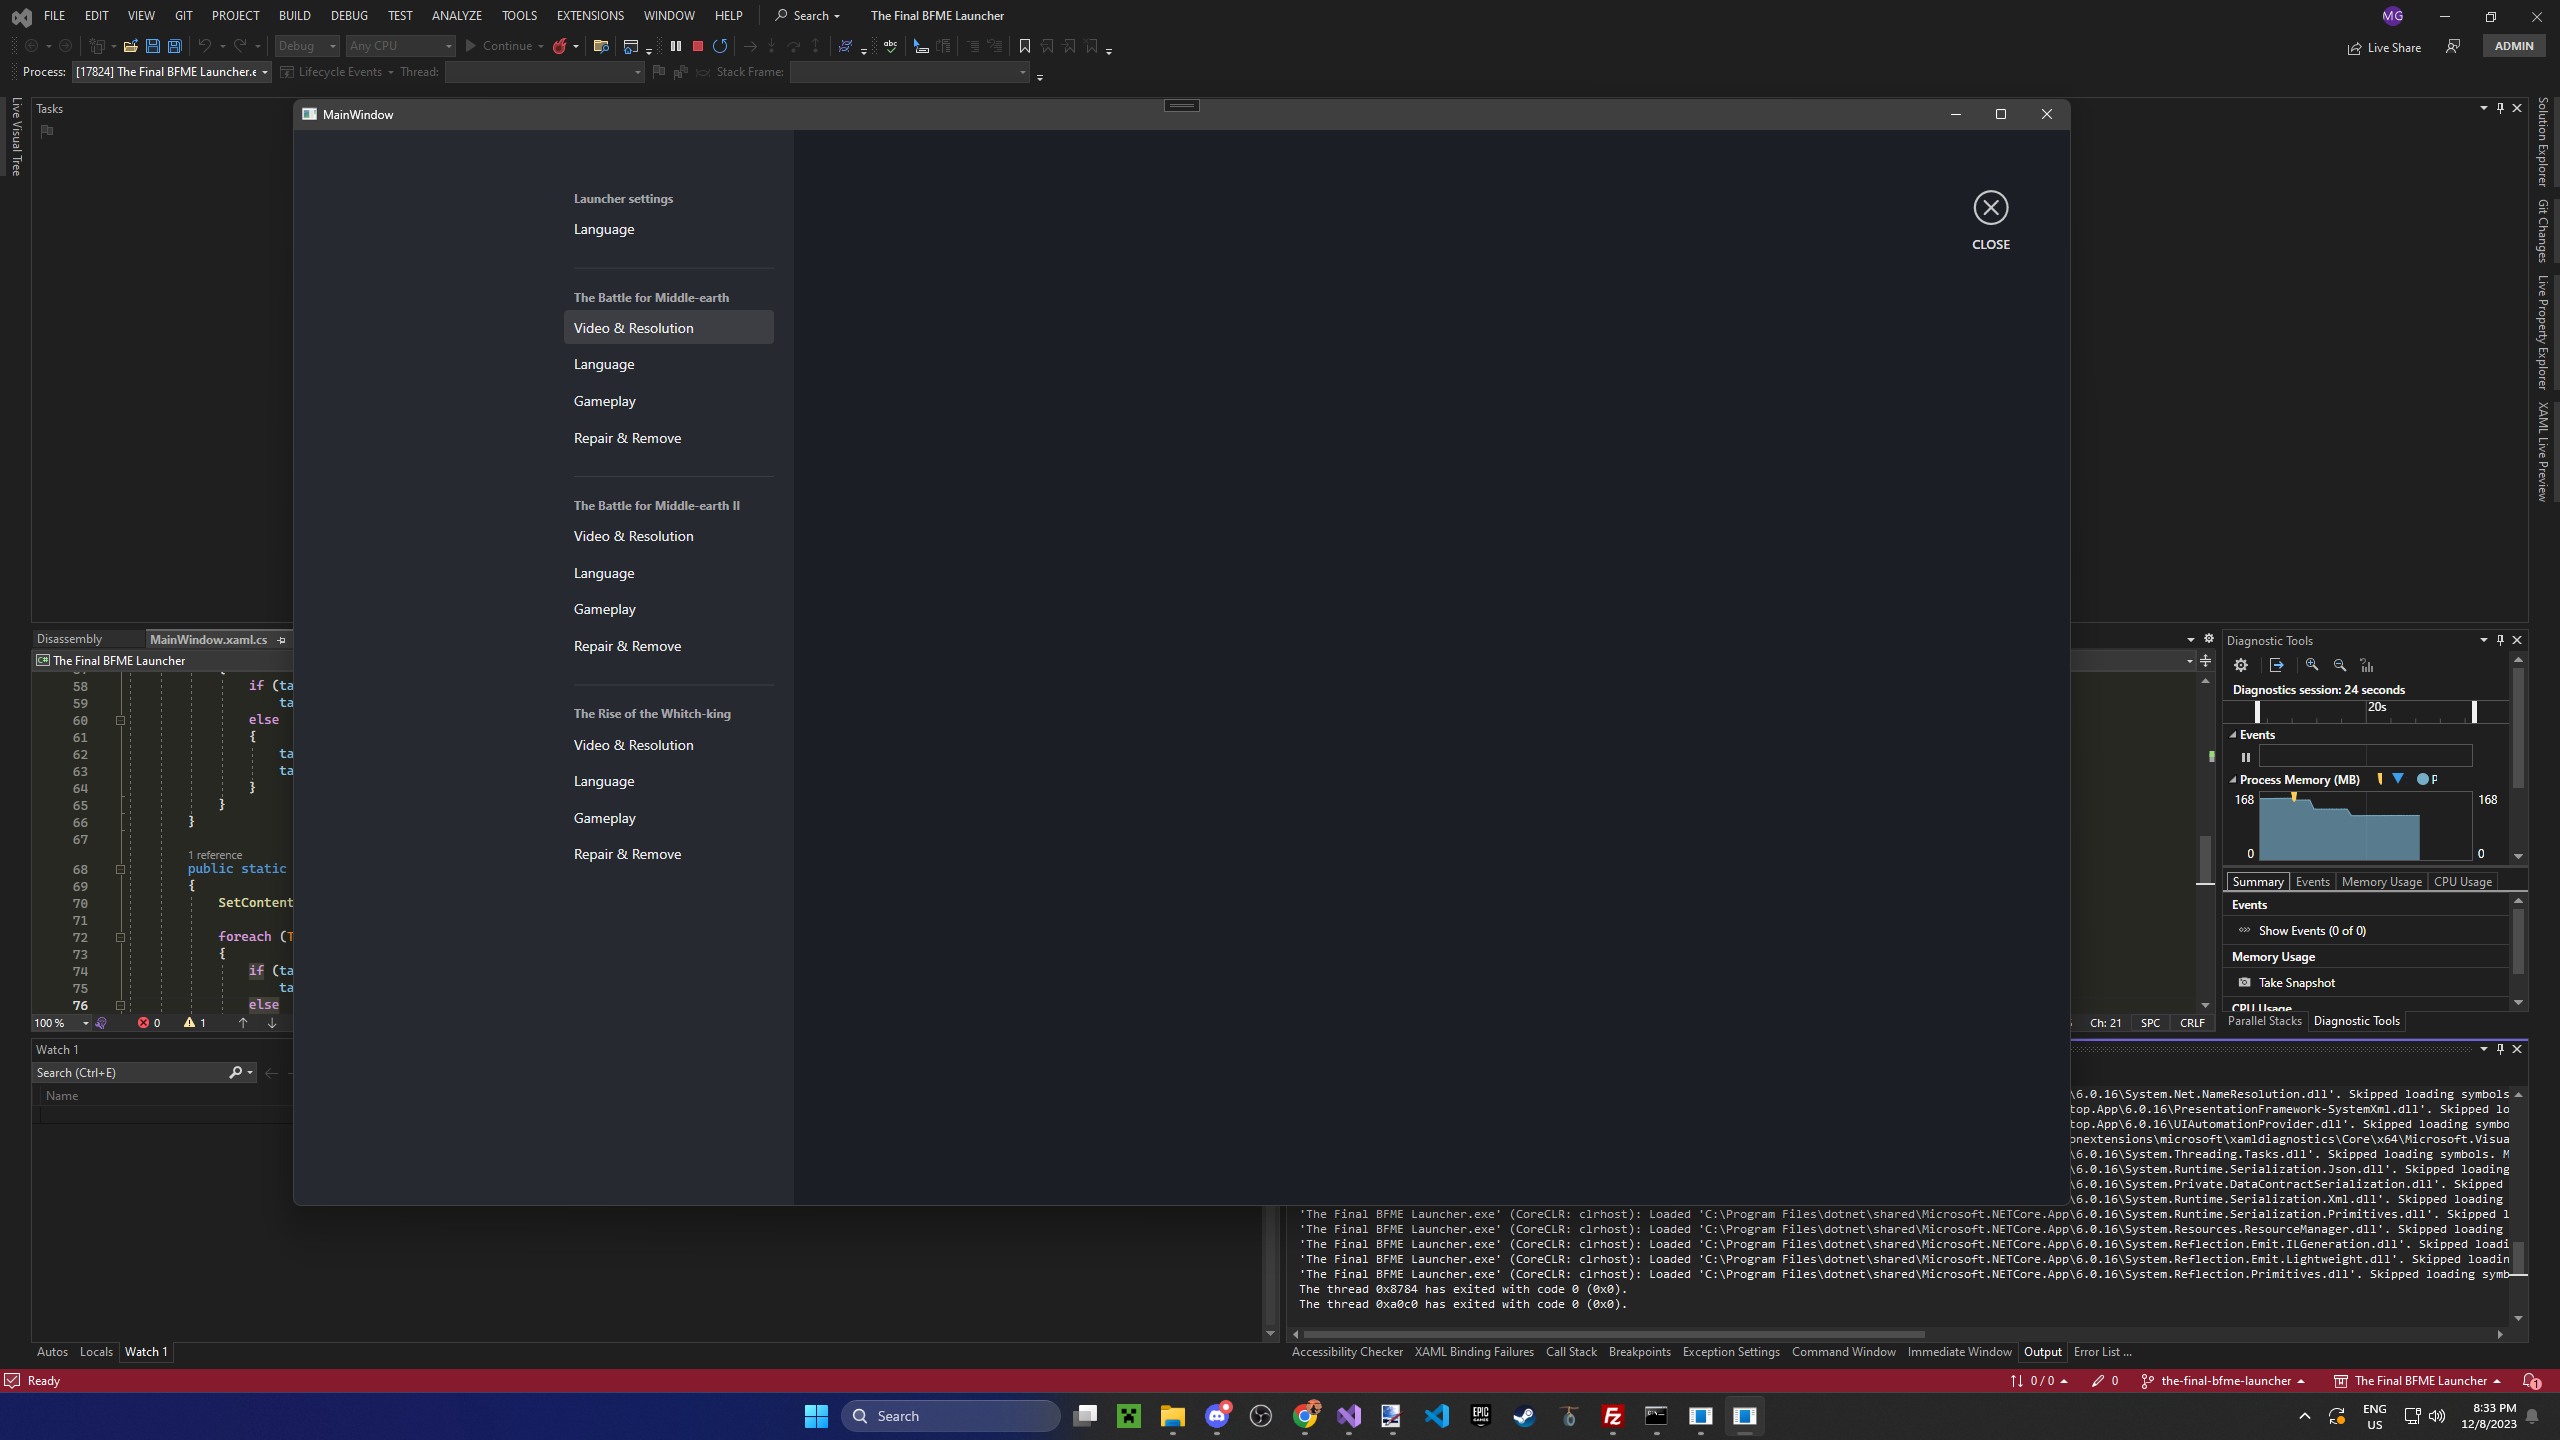 FILE EDIT VIEW GIT PROJECT BUILD DEBUG TEST ANALYZE TOOLS EXTENSIONS WINDOW HELP Search The Final BFME Launcher MG
Debug Any CPU Continue Live Share ADMIN
Process: [17824] The Final BFME Launcher.e Lifecycle Events Thread: Stack Frame:
Live Visual Tree
Tasks
MainWindow
Launcher settings
Language
CLOSE
The Battle for Middle-earth
Video & Resolution
Language
Gameplay
Repair & Remove
The Battle for Middle-earth II
Video & Resolution
Language
Gameplay
Repair & Remove
The Rise of the Whitch-king
Video & Resolution
Language
Gameplay
Repair & Remove
Solution Explorer
Git Changes
Live Property Explorer
XAML Live Preview
Disassembly MainWindow.xaml.cs
The Final BFME Launcher
58 if (ta
59 ta
60 else
61 {
62 ta
63 ta
64 }
65 }
66 }
67
1 reference
68 public static
69 {
70 SetContent
71
72 foreach (T
73 {
74 if (ta
75 ta
76 else
100 % 0 1 Ch: 21 SPC CRLF
Diagnostic Tools
Diagnostics session: 24 seconds
20s
Events
Process Memory (MB) P
168 168
0 0
Summary Events Memory Usage CPU Usage
Events
Show Events (0 of 0)
Memory Usage
Take Snapshot
CPU Usage
Parallel Stacks Diagnostic Tools
Watch 1
Search (Ctrl+E)
Name
\6.0.16\System.Net.NameResolution.dll'. Skipped loading symbols
top.App\6.0.16\PresentationFramework-SystemXml.dll'. Skipped lo
top.App\6.0.16\UIAutomationProvider.dll'. Skipped loading symbo
onextensions\microsoft\xamldiagnostics\Core\x64\Microsoft.Visua
\6.0.16\System.Threading.Tasks.dll'. Skipped loading symbols. M
\6.0.16\System.Runtime.Serialization.Json.dll'. Skipped loading
\6.0.16\System.Private.DataContractSerialization.dll'. Skipped
\6.0.16\System.Runtime.Serialization.Xml.dll'. Skipped loading
'The Final BFME Launcher.exe' (CoreCLR: clrhost): Loaded 'C:\Program Files\dotnet\shared\Microsoft.NETCore.App\6.0.16\System.Runtime.Serialization.Primitives.dll'. Skipped l
'The Final BFME Launcher.exe' (CoreCLR: clrhost): Loaded 'C:\Program Files\dotnet\shared\Microsoft.NETCore.App\6.0.16\System.Resources.ResourceManager.dll'. Skipped loading
'The Final BFME Launcher.exe' (CoreCLR: clrhost): Loaded 'C:\Program Files\dotnet\shared\Microsoft.NETCore.App\6.0.16\System.Reflection.Emit.ILGeneration.dll'. Skipped loadi
'The Final BFME Launcher.exe' (CoreCLR: clrhost): Loaded 'C:\Program Files\dotnet\shared\Microsoft.NETCore.App\6.0.16\System.Reflection.Emit.Lightweight.dll'. Skipped loadin
'The Final BFME Launcher.exe' (CoreCLR: clrhost): Loaded 'C:\Program Files\dotnet\shared\Microsoft.NETCore.App\6.0.16\System.Reflection.Primitives.dll'. Skipped loading symb
The thread 0x8784 has exited with code 0 (0x0).
The thread 0xa0c0 has exited with code 0 (0x0).
Autos Locals Watch 1
Accessibility Checker XAML Binding Failures Call Stack Breakpoints Exception Settings Command Window Immediate Window Output Error List ...
Ready 0 / 0 0 the-final-bfme-launcher The Final BFME Launcher 1
Search
EPIC GAMES
ENG
US
8:33 PM
12/8/2023